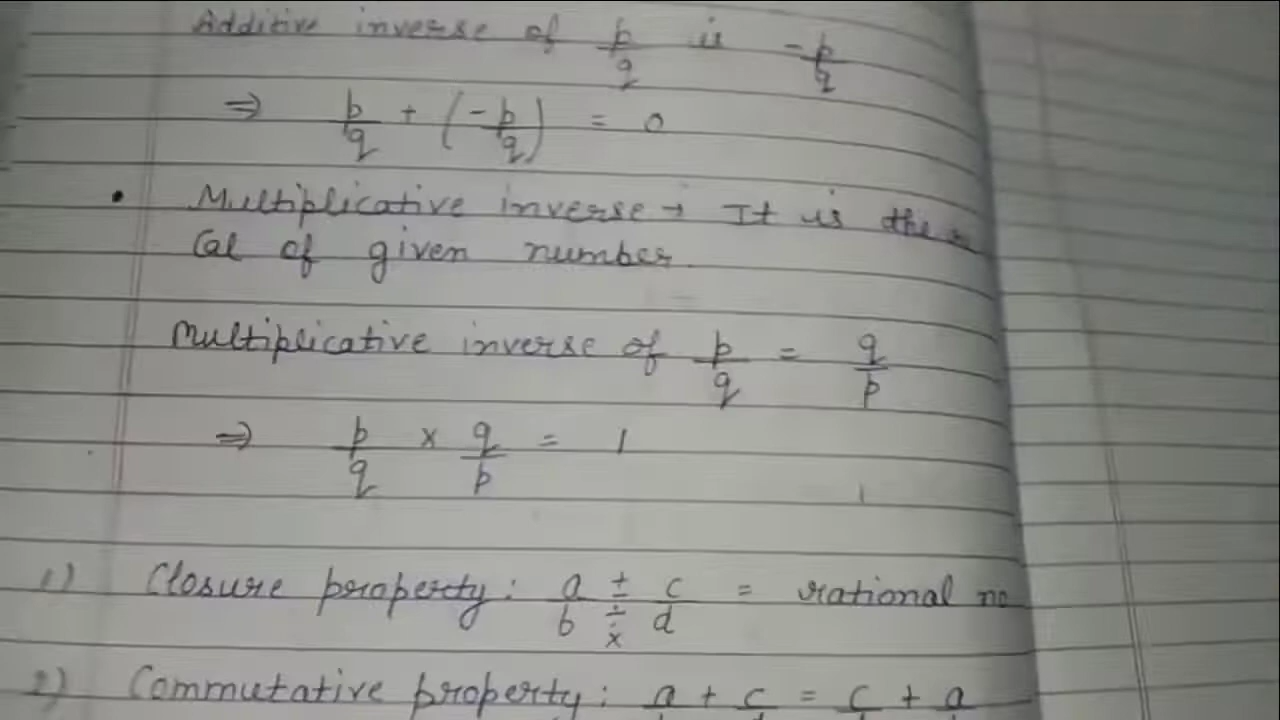 Additive inverse of p/q is -p/q
⇒ p/q + (-p/q) = 0
• Multiplicative inverse → It is the
cal of given number
Multiplicative inverse of p/q = q/p
⇒ p/q × q/p = 1
1) Closure property : a/b ± ÷ × c/d = rational no
2) Commutative property : a + c = c + a